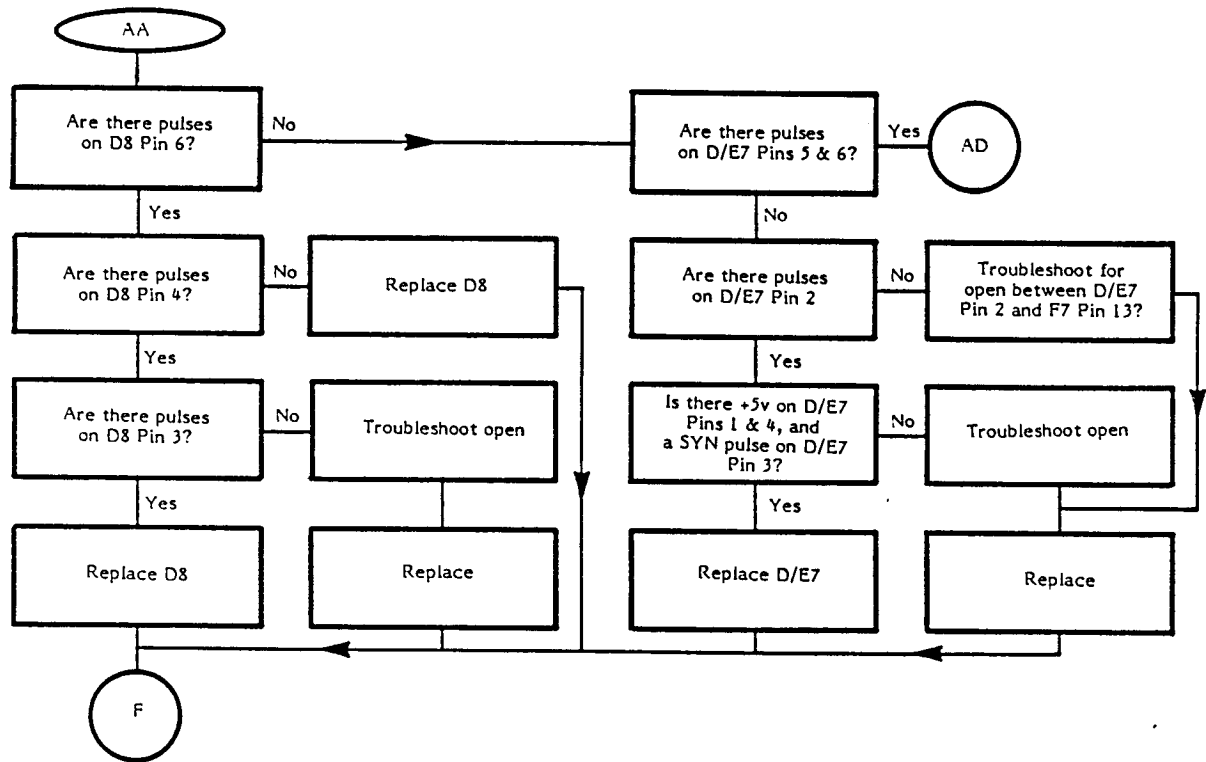 AA
Are there pulses
on D8 Pin 6?
No
Are there pulses
on D/E7 Pins 5 & 6?
Yes
AD
Yes
No
Are there pulses
on D8 Pin 4?
No
Replace D8
Are there pulses
on D/E7 Pin 2
No
Troubleshoot for
open between D/E7
Pin 2 and F7 Pin 13?
Yes
Yes
Are there pulses
on D8 Pin 3?
No
Troubleshoot open
Is there +5v on D/E7
Pins 1 & 4, and
a SYN pulse on D/E7
Pin 3?
No
Troubleshoot open
Yes
Yes
Replace D8
Replace
Replace D/E7
Replace
F